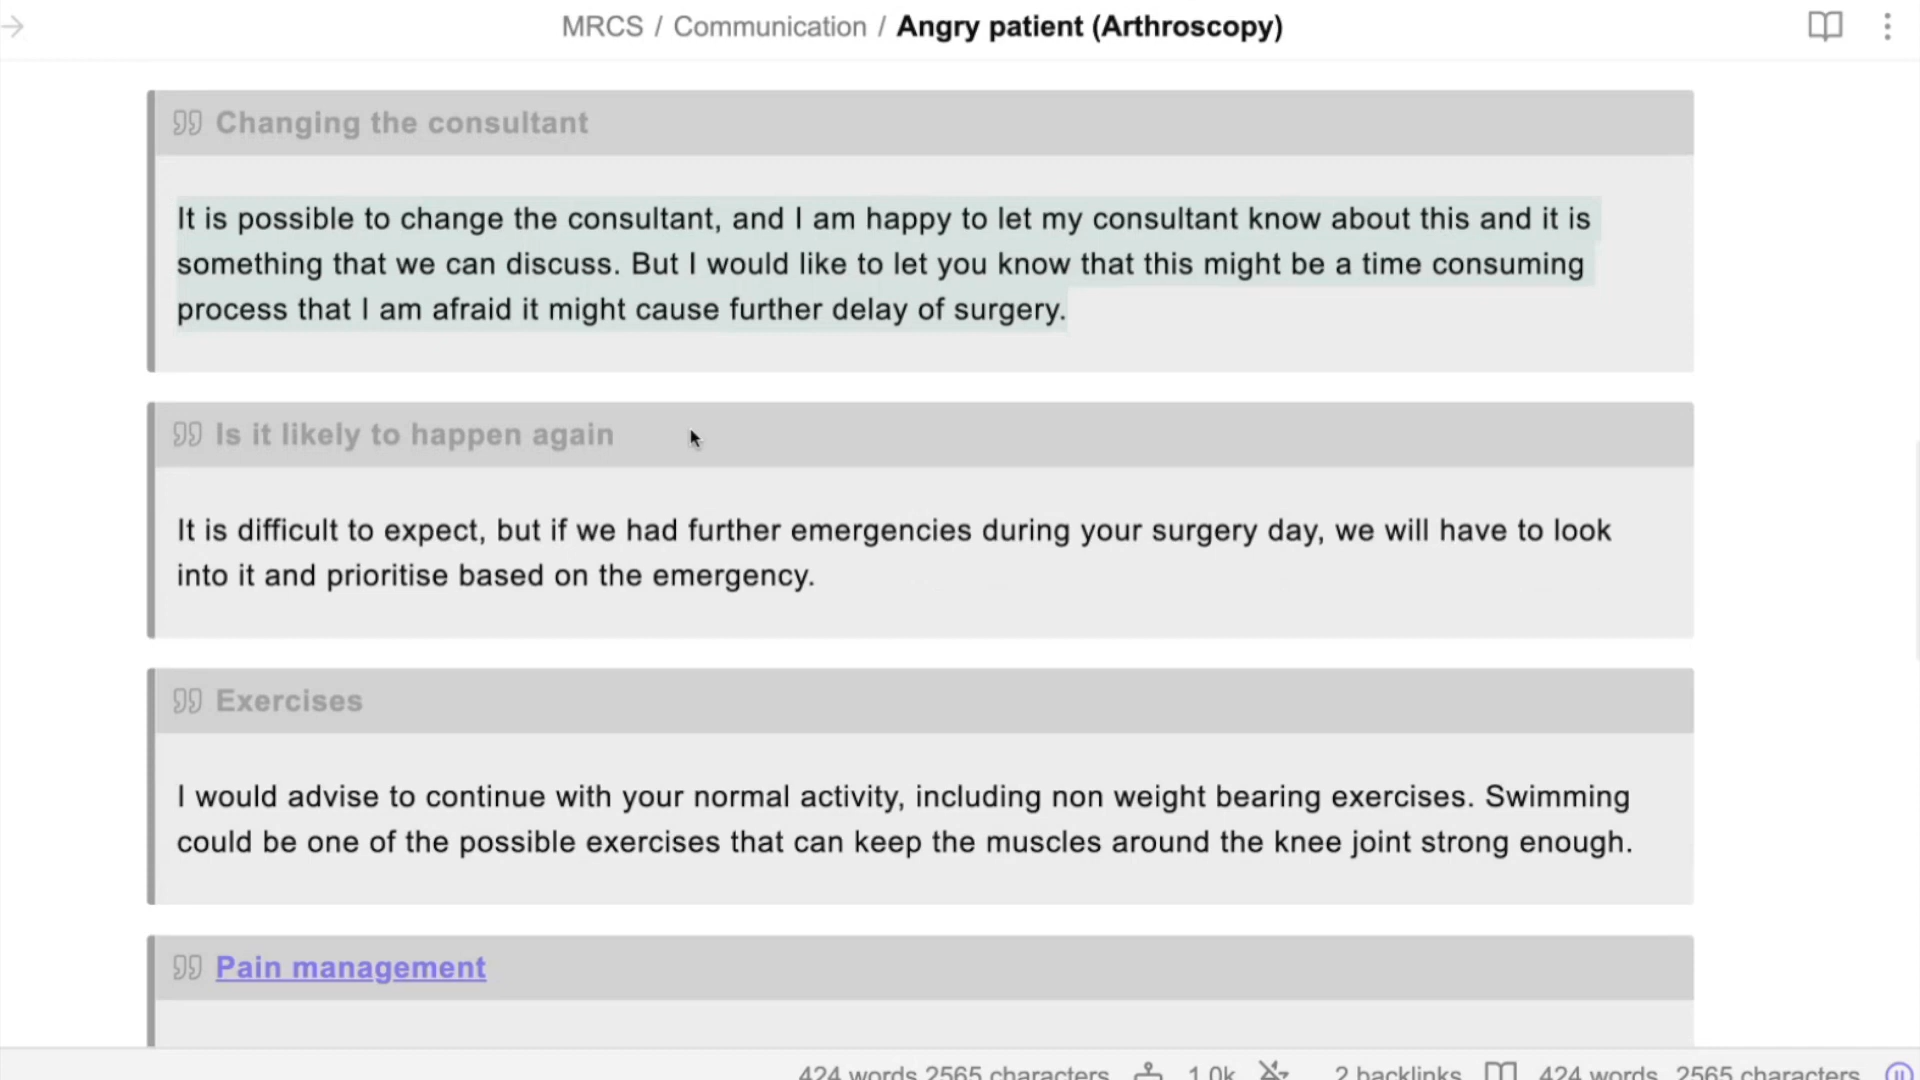 MRCS / Communication / Angry patient (Arthroscopy)
Changing the consultant
It is possible to change the consultant, and I am happy to let my consultant know about this and it is
something that we can discuss. But I would like to let you know that this might be a time consuming
process that I am afraid it might cause further delay of surgery.
Is it likely to happen again
It is difficult to expect, but if we had further emergencies during your surgery day, we will have to look
into it and prioritise based on the emergency.
Exercises
I would advise to continue with your normal activity, including non weight bearing exercises. Swimming
could be one of the possible exercises that can keep the muscles around the knee joint strong enough.
Pain management
424 words 2565 characters 1.0k 2 backlinks 424 words 2565 characters